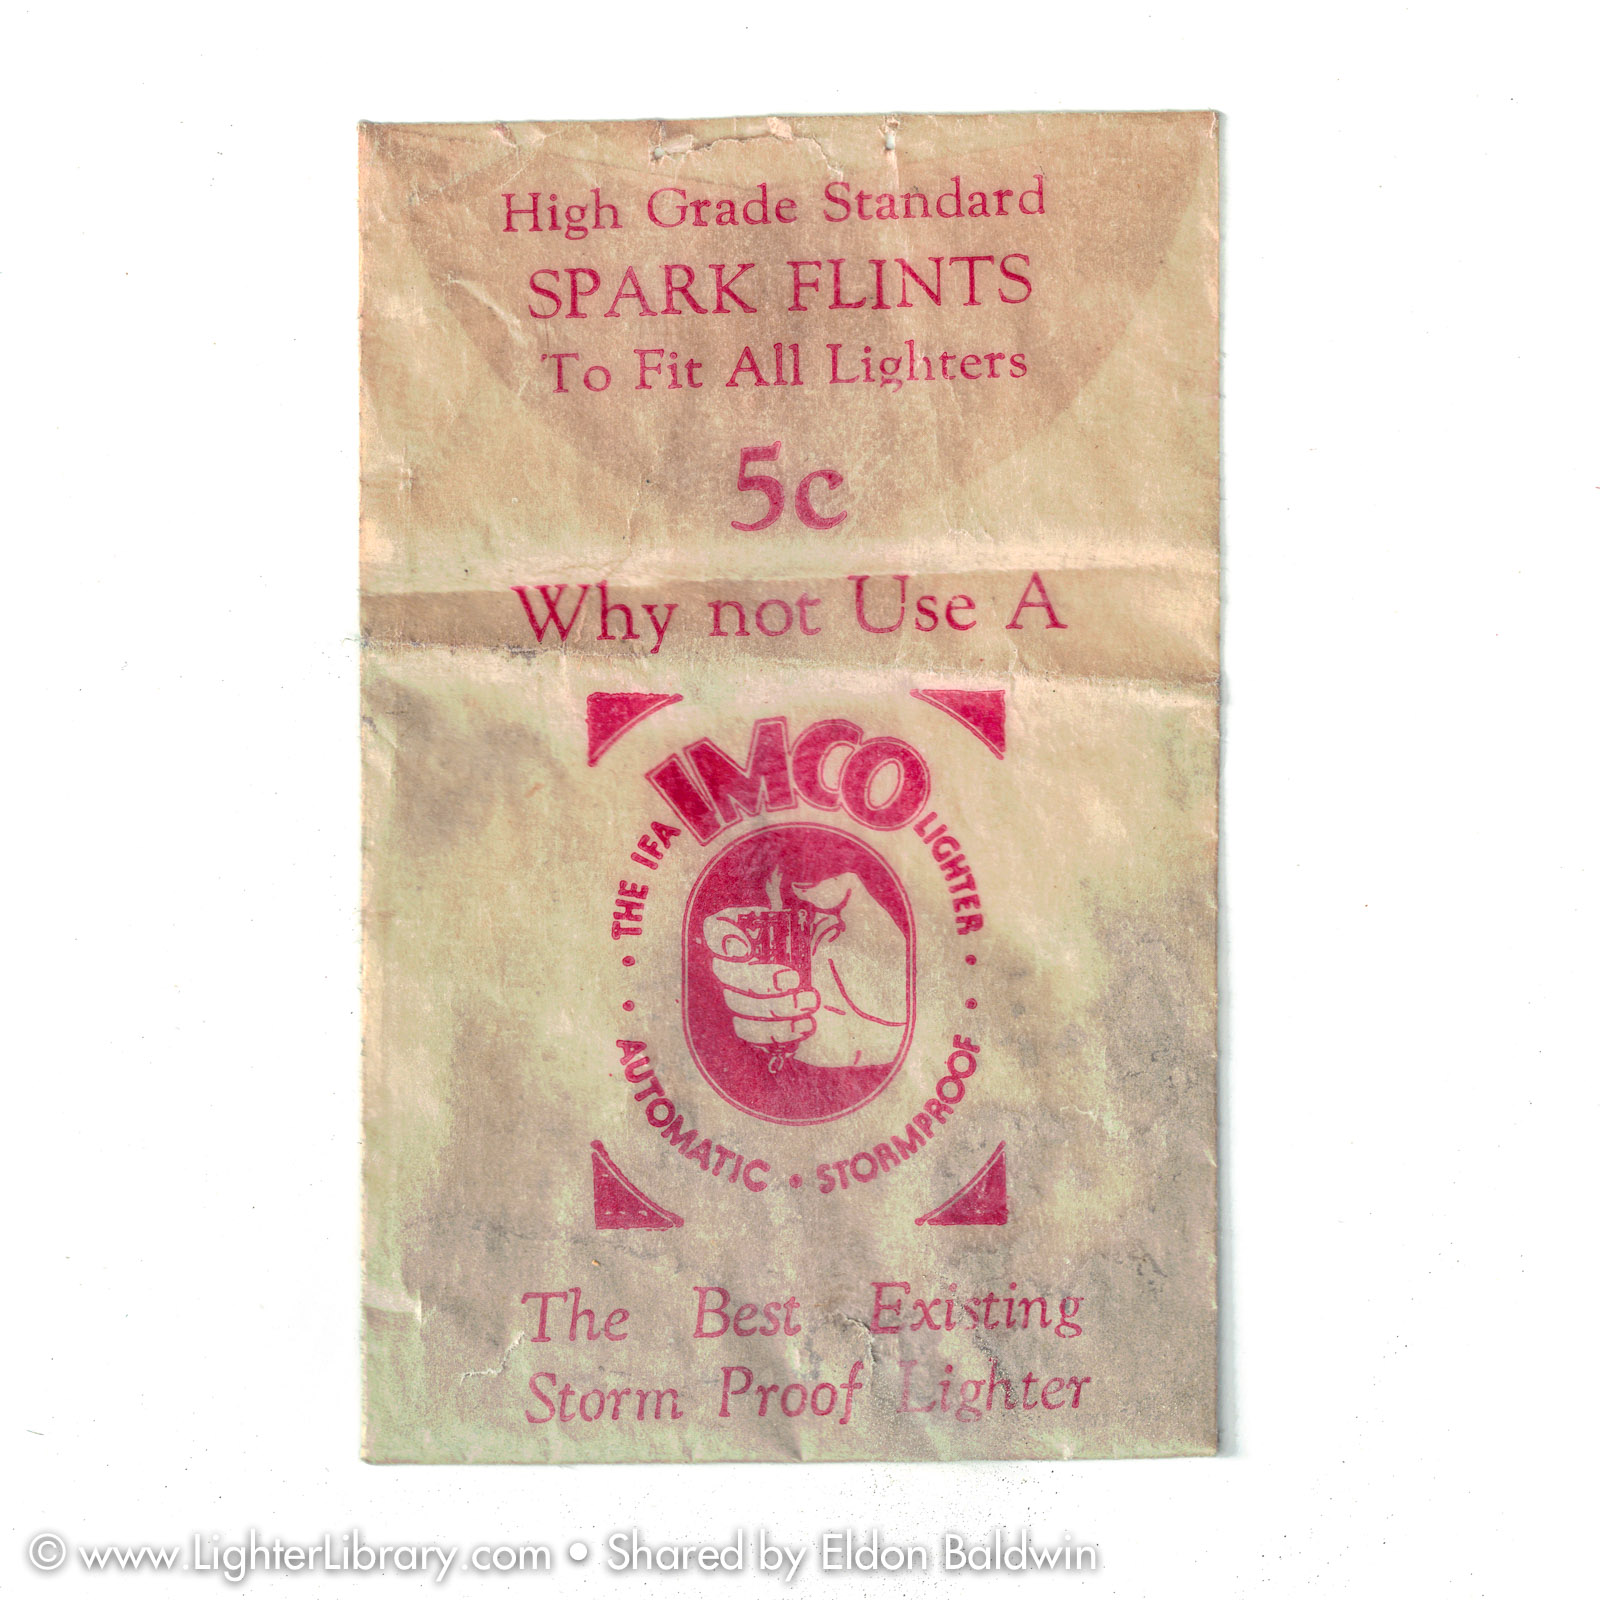 High Grade Standard
SPARK FLINTS
To Fit All Lighters
5c
Why not Use A
THE IFA IMCO LIGHTER
• AUTOMATIC • STORMPROOF •
The Best Existing
Storm Proof Lighter
© www.LighterLibrary.com • Shared by Eldon Baldwin